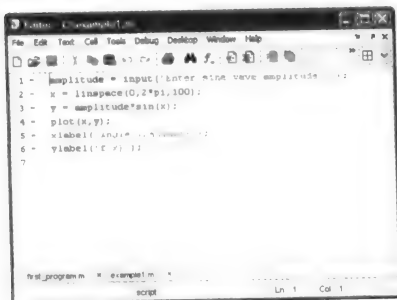 Editor example1.m
File Edit Text Cell Tools Debug Desktop Window Help
1 - amplitude = input('Enter sine wave amplitude
2 - x = linspace(0,2*pi,100);
3 - y = amplitude*sin(x);
4 - plot(x,y);
5 - xlabel('angle
6 - ylabel('f x) );
7
first_program.m × example1.m ×
script Ln 1 Col 1